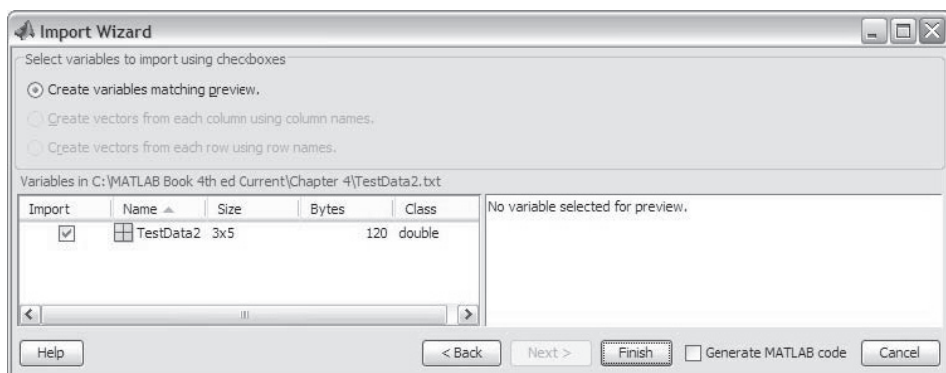 Import Wizard
Select variables to import using checkboxes
Create variables matching preview.
Create vectors from each column using column names.
Create vectors from each row using row names.
Variables in C:\MATLAB Book 4th ed Current\Chapter 4\TestData2.txt
Import Name Size Bytes Class
TestData2 3x5 120 double
No variable selected for preview.
Help < Back Next > Finish Generate MATLAB code Cancel